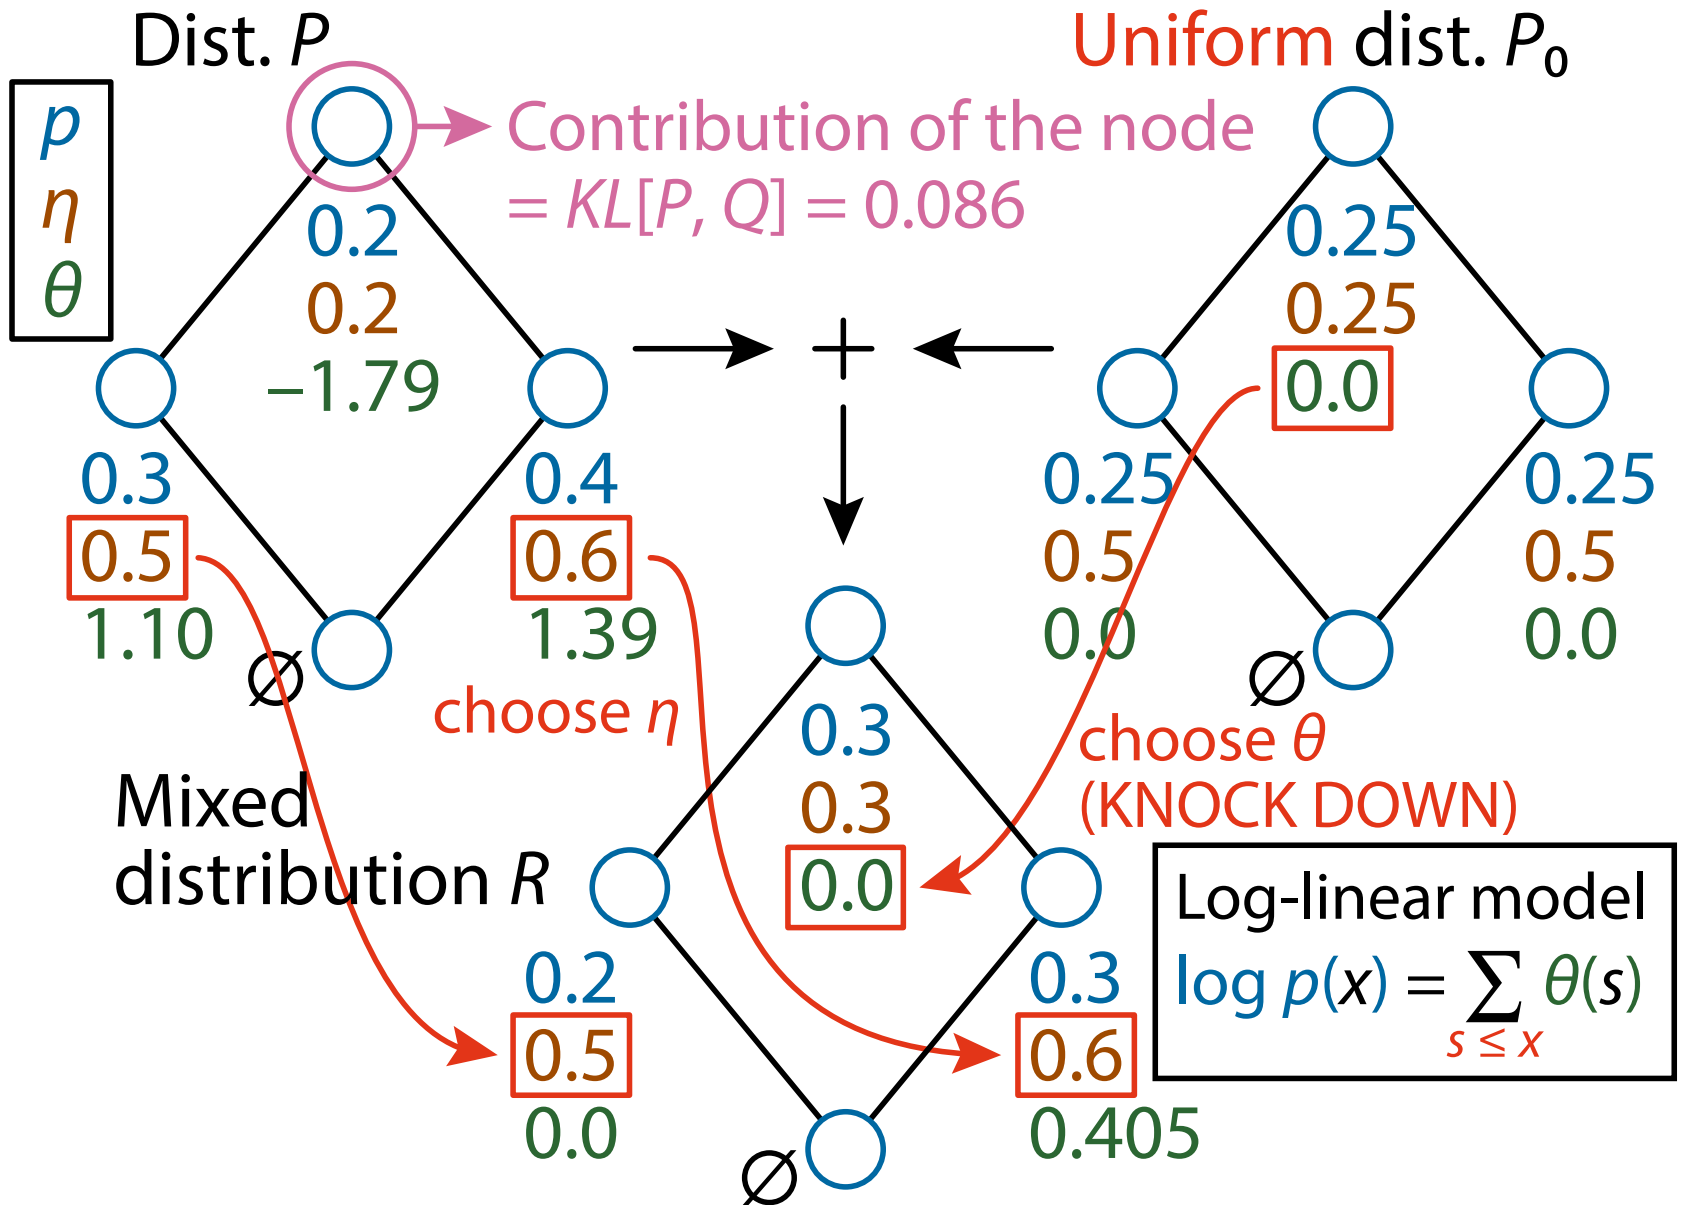 Dist. P
p
η
θ
Contribution of the node
= KL[P, Q] = 0.086
0.2
0.2
–1.79
0.3
0.5
1.10
0.4
0.6
1.39
∅
Uniform dist. P₀
0.25
0.25
0.0
0.25
0.5
0.0
0.25
0.5
0.0
∅
+
choose η
choose θ
(KNOCK DOWN)
Mixed
distribution R
0.3
0.3
0.0
0.2
0.5
0.0
0.3
0.6
0.405
∅
Log-linear model
log p(x) = ∑ θ(s)
s ≤ x